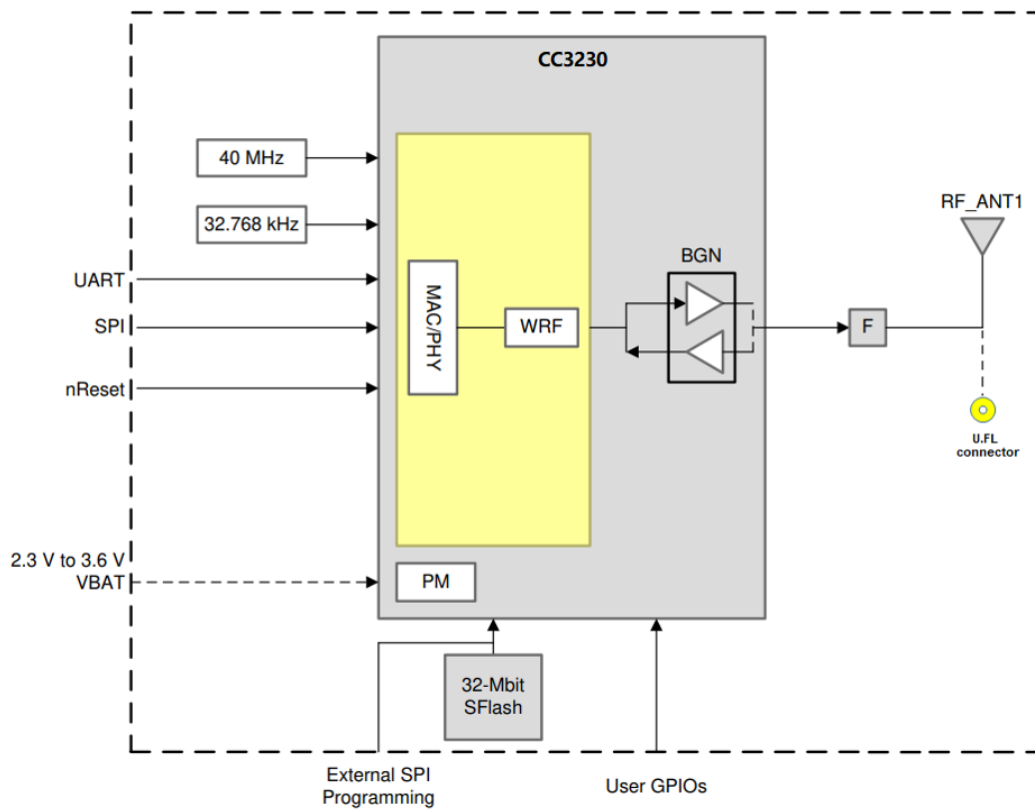 CC3230
40 MHz
32.768 kHz
RF_ANT1
BGN
UART
SPI
nReset
MAC/PHY
WRF
F
U.FL
connector
2.3 V to 3.6 V
VBAT
PM
32-Mbit
SFlash
External SPI
Programming
User GPIOs